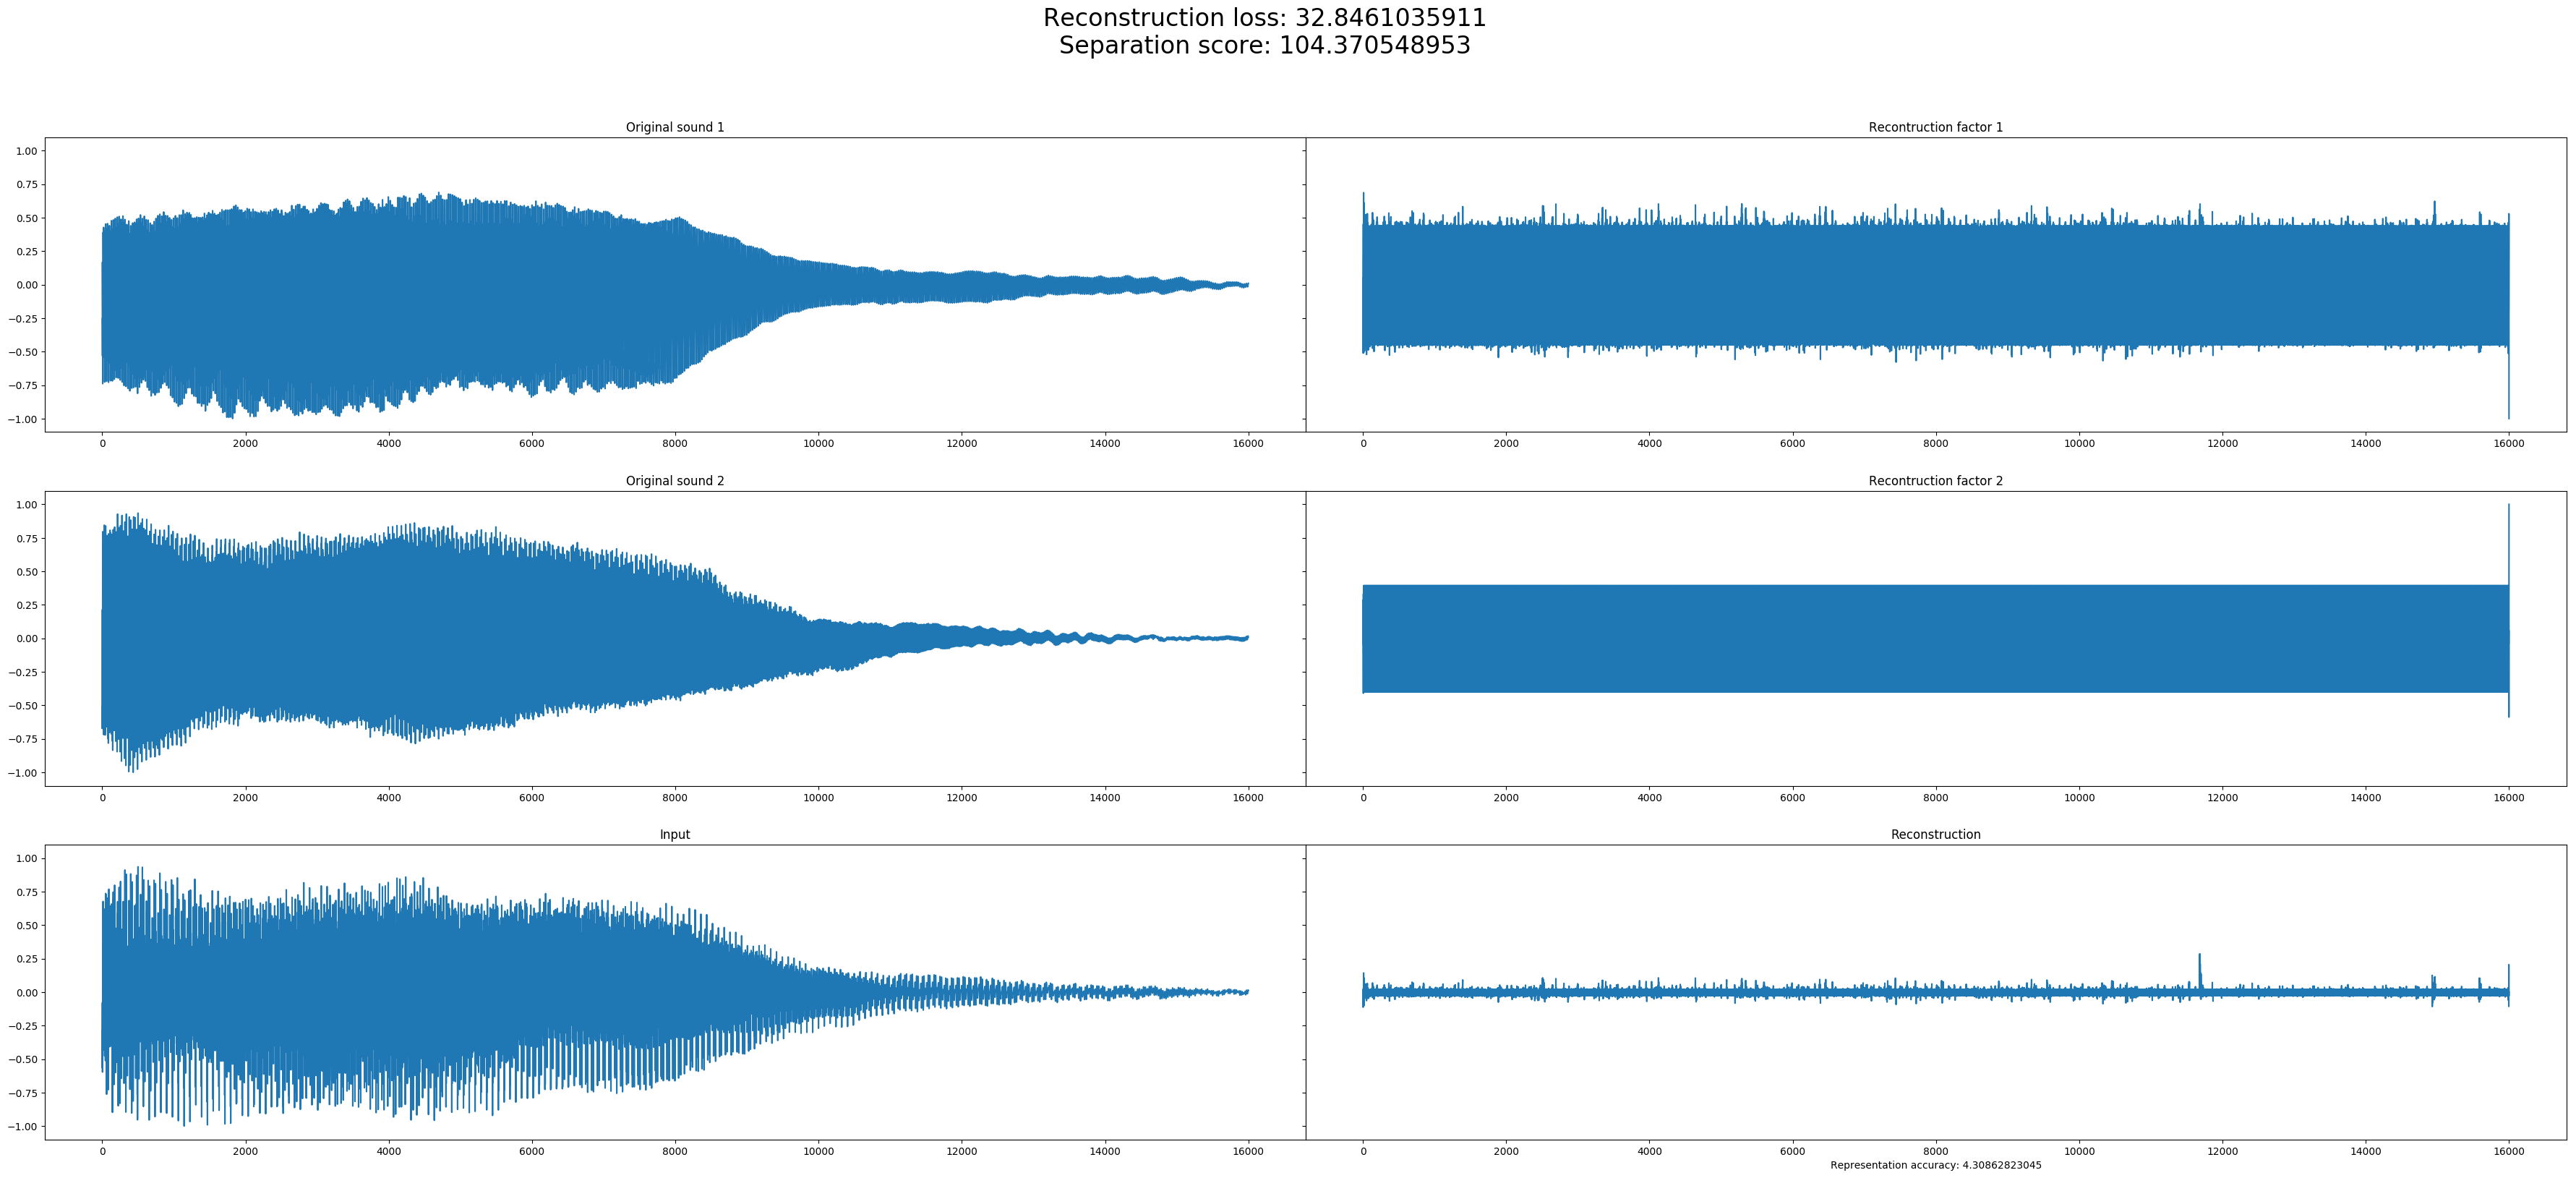 Reconstruction loss: 32.8461035911
Separation score: 104.370548953
Original sound 1
1.00
0.75
0.50
0.25
0.00
−0.25
−0.50
−0.75
−1.00
0 2000 4000 6000 8000 10000 12000 14000 16000
Recontruction factor 1
0 2000 4000 6000 8000 10000 12000 14000 16000
Original sound 2
1.00
0.75
0.50
0.25
0.00
−0.25
−0.50
−0.75
−1.00
0 2000 4000 6000 8000 10000 12000 14000 16000
Recontruction factor 2
0 2000 4000 6000 8000 10000 12000 14000 16000
Input
1.00
0.75
0.50
0.25
0.00
−0.25
−0.50
−0.75
−1.00
0 2000 4000 6000 8000 10000 12000 14000 16000
Reconstruction
0 2000 4000 6000 8000 10000 12000 14000 16000
Representation accuracy: 4.30862823045